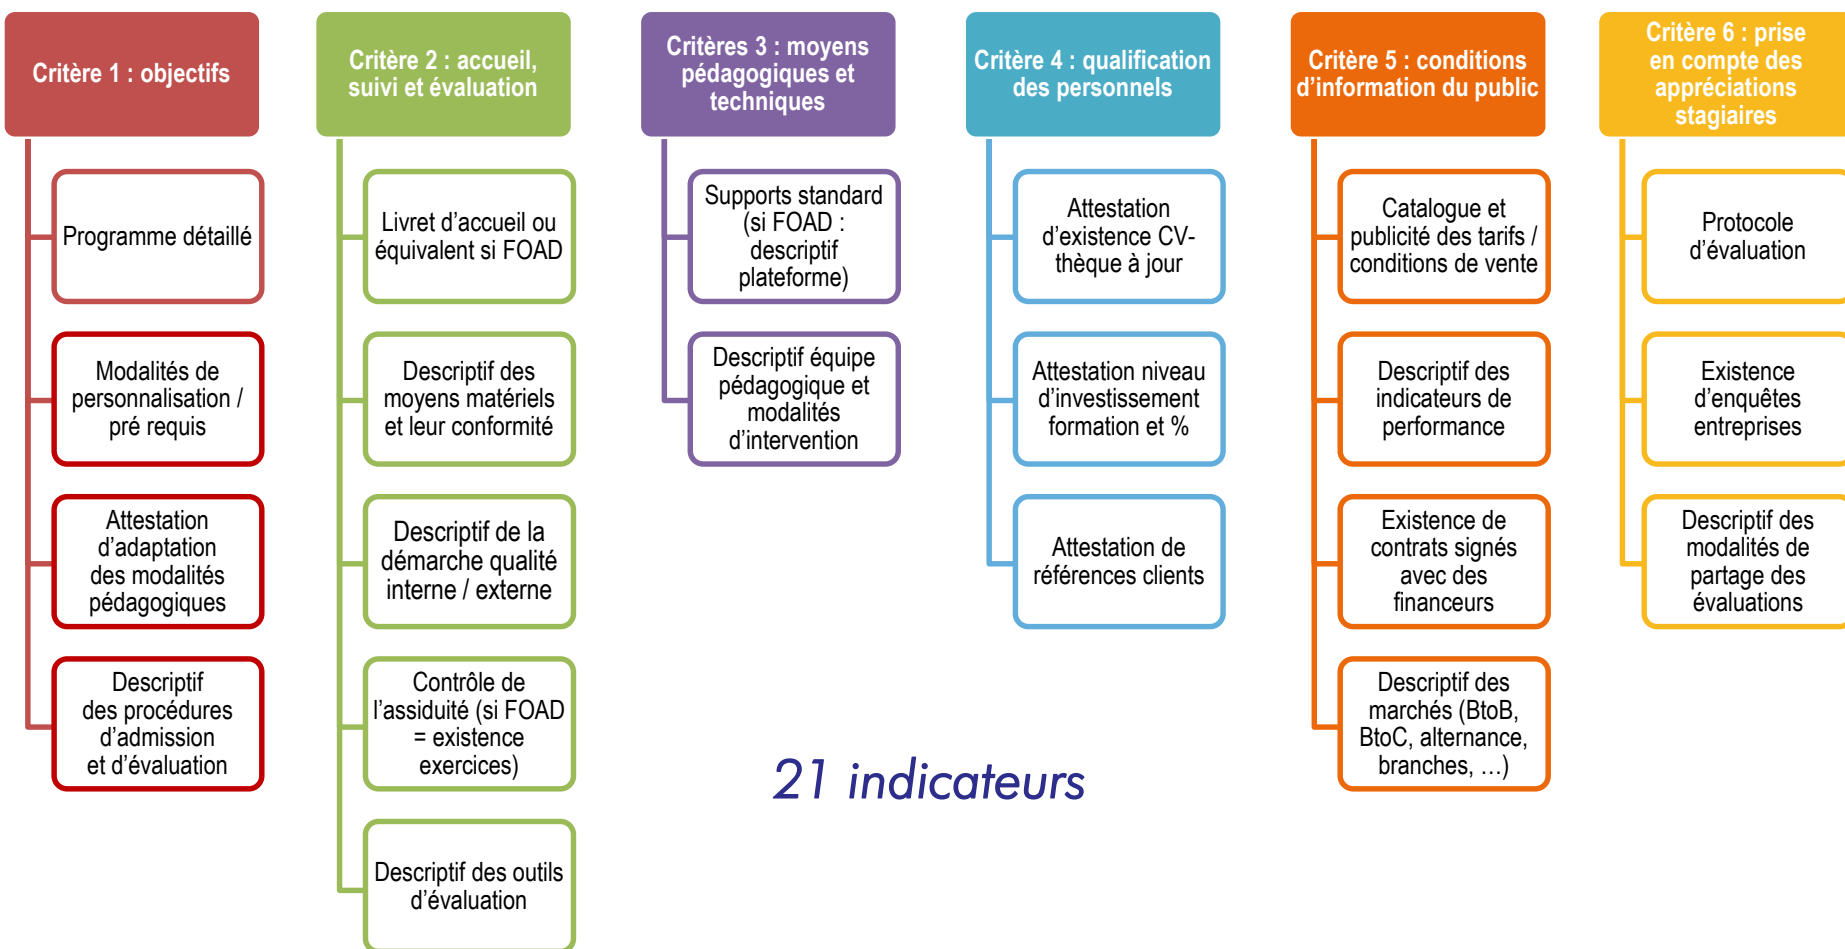 Critère 1 : objectifs
Programme détaillé
Modalités de
personnalisation /
pré requis
Attestation
d’adaptation
des modalités
pédagogiques
Descriptif
des procédures
d’admission
et d’évaluation
Critère 2 : accueil,
suivi et évaluation
Livret d’accueil ou
équivalent si FOAD
Descriptif des
moyens matériels
et leur conformité
Descriptif de la
démarche qualité
interne / externe
Contrôle de
l’assiduité (si FOAD
= existence
exercices)
Descriptif des outils
d’évaluation
Critères 3 : moyens
pédagogiques et
techniques
Supports standard
(si FOAD :
descriptif
plateforme)
Descriptif équipe
pédagogique et
modalités
d’intervention
Critère 4 : qualification
des personnels
Attestation
d’existence CV-
thèque à jour
Attestation niveau
d’investissement
formation et %
Attestation de
références clients
Critère 5 : conditions
d’information du public
Catalogue et
publicité des tarifs /
conditions de vente
Descriptif des
indicateurs de
performance
Existence de
contrats signés
avec des
financeurs
Descriptif des
marchés (BtoB,
BtoC, alternance,
branches, …)
Critère 6 : prise
en compte des
appréciations
stagiaires
Protocole
d’évaluation
Existence
d’enquêtes
entreprises
Descriptif des
modalités de
partage des
évaluations
21 indicateurs